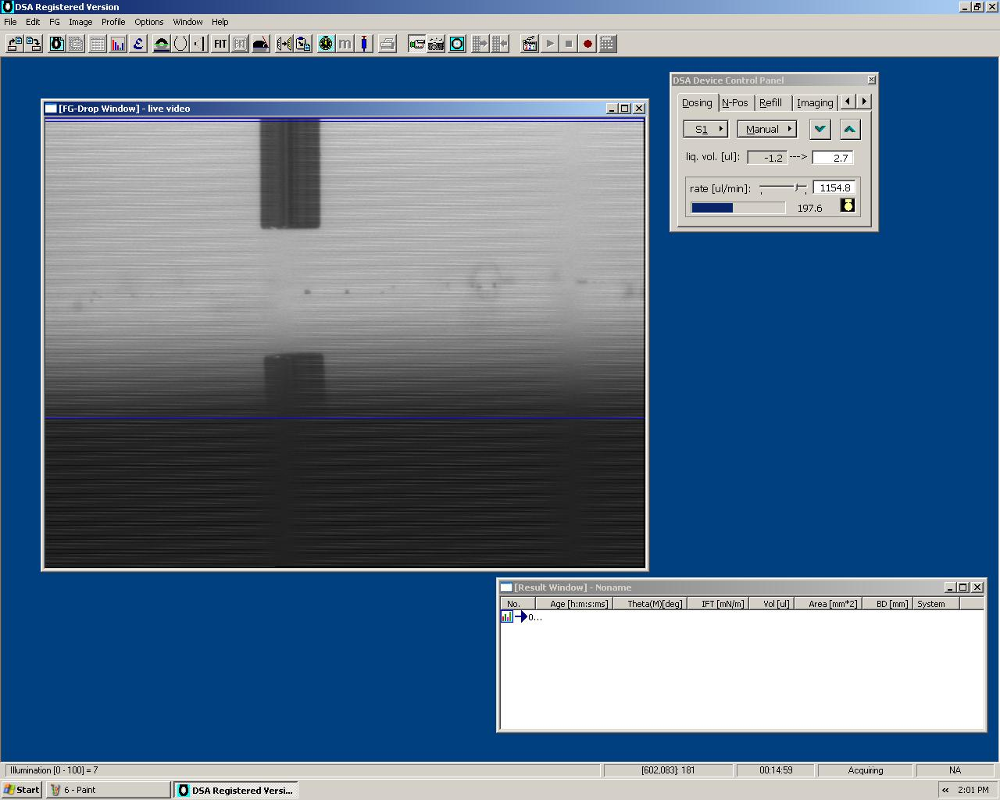 DSA Registered Version
File Edit FG Image Profile Options Window Help
FIT m
[FG-Drop Window] - live video
DSA Device Control Panel
Dosing N-Pos Refill Imaging
S1 Manual
liq. vol. [ul]: -1.2 ---> 2.7
rate [ul/min]: 1154.8
197.6
[Result Window] - Noname
No. Age [h:m:s:ms] Theta(M)[deg] IFT [mN/m] Vol [ul] Area [mm*2] BD [mm] System
0...
Illumination [0 - 100] = 7 [602,083]: 181 00:14:59 Acquiring NA
Start 6 - Paint DSA Registered Versi... « 2:01 PM